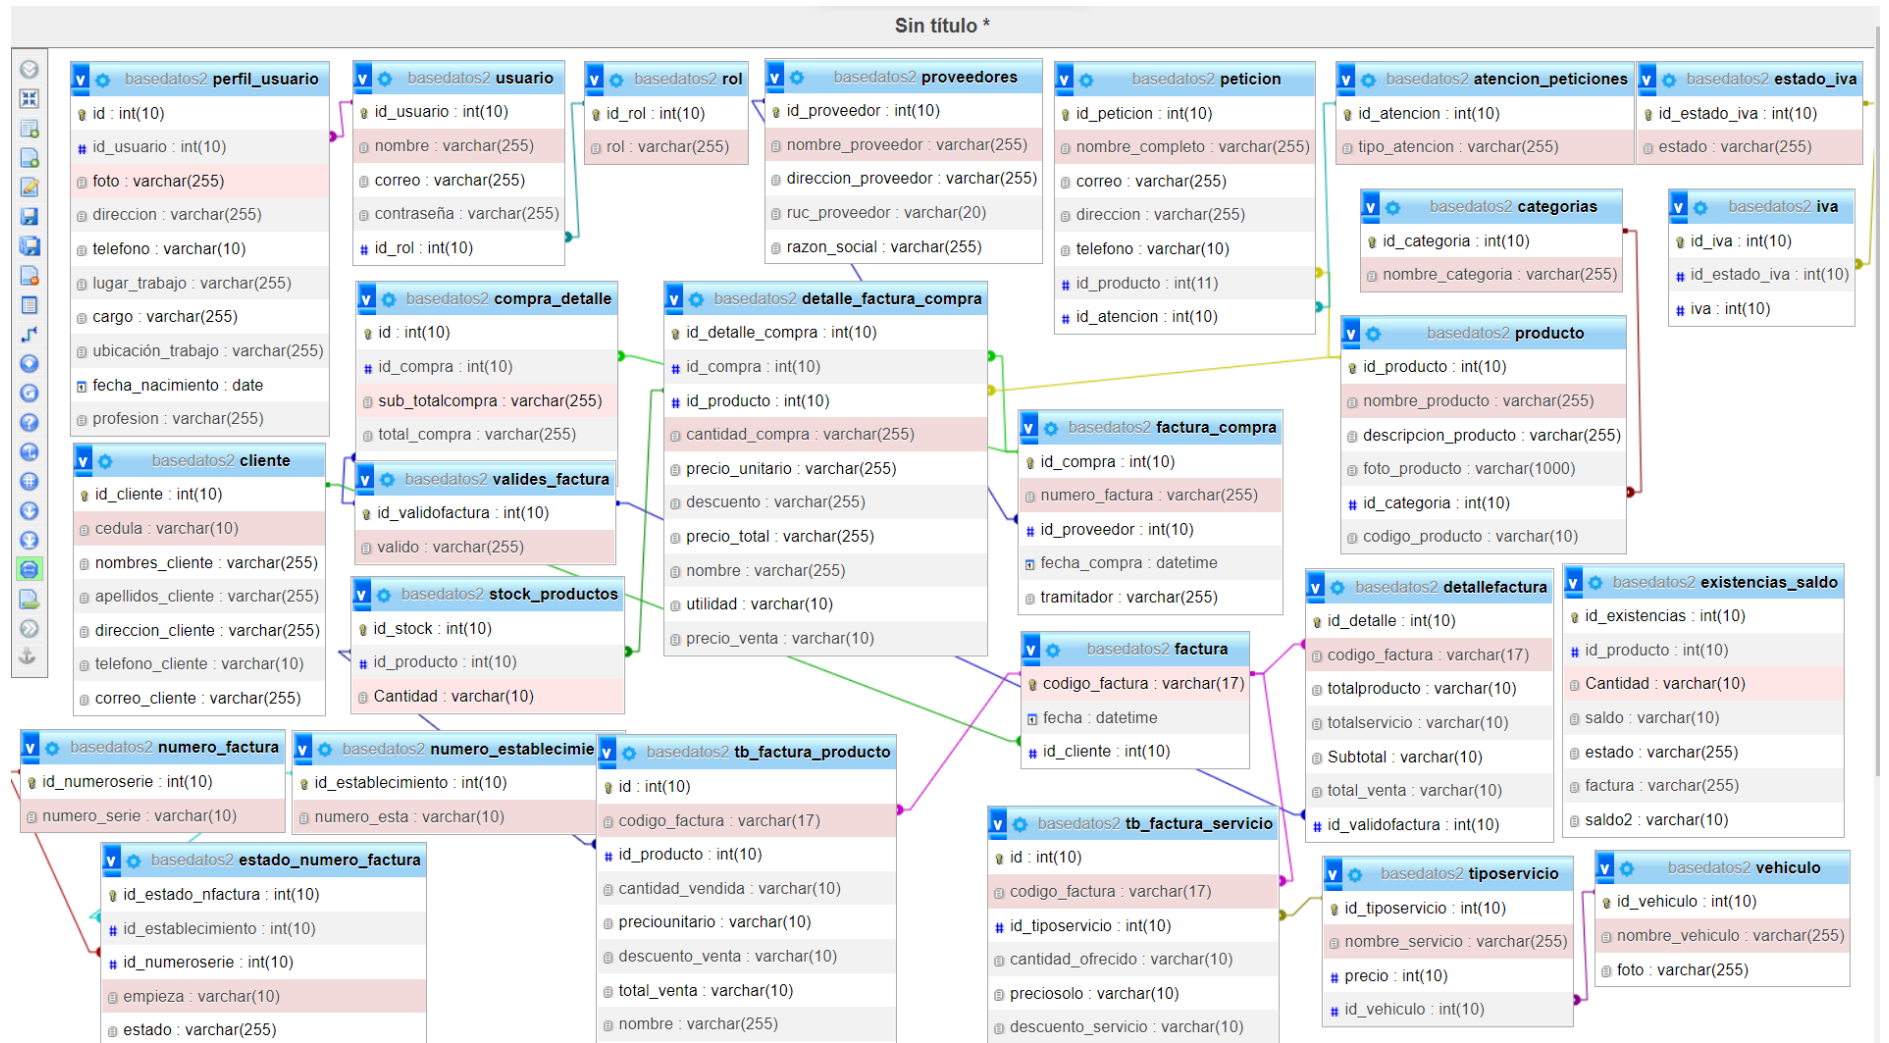 Sin título *
basedatos2 perfil_usuario
id : int(10)
id_usuario : int(10)
foto : varchar(255)
direccion : varchar(255)
telefono : varchar(10)
lugar_trabajo : varchar(255)
cargo : varchar(255)
ubicación_trabajo : varchar(255)
fecha_nacimiento : date
profesion : varchar(255)
basedatos2 usuario
id_usuario : int(10)
nombre : varchar(255)
correo : varchar(255)
contraseña : varchar(255)
id_rol : int(10)
basedatos2 rol
id_rol : int(10)
rol : varchar(255)
basedatos2 proveedores
id_proveedor : int(10)
nombre_proveedor : varchar(255)
direccion_proveedor : varchar(255)
ruc_proveedor : varchar(20)
razon_social : varchar(255)
basedatos2 peticion
id_peticion : int(10)
nombre_completo : varchar(255)
correo : varchar(255)
direccion : varchar(255)
telefono : varchar(10)
id_producto : int(11)
id_atencion : int(10)
basedatos2 atencion_peticiones
id_atencion : int(10)
tipo_atencion : varchar(255)
basedatos2 estado_iva
id_estado_iva : int(10)
estado : varchar(255)
basedatos2 categorias
id_categoria : int(10)
nombre_categoria : varchar(255)
basedatos2 iva
id_iva : int(10)
id_estado_iva : int(10)
iva : int(10)
basedatos2 compra_detalle
id : int(10)
id_compra : int(10)
sub_totalcompra : varchar(255)
total_compra : varchar(255)
basedatos2 detalle_factura_compra
id_detalle_compra : int(10)
id_compra : int(10)
id_producto : int(10)
cantidad_compra : varchar(255)
precio_unitario : varchar(255)
descuento : varchar(255)
precio_total : varchar(255)
nombre : varchar(255)
utilidad : varchar(10)
precio_venta : varchar(10)
basedatos2 producto
id_producto : int(10)
nombre_producto : varchar(255)
descripcion_producto : varchar(255)
foto_producto : varchar(1000)
id_categoria : int(10)
codigo_producto : varchar(10)
basedatos2 factura_compra
id_compra : int(10)
numero_factura : varchar(255)
id_proveedor : int(10)
fecha_compra : datetime
tramitador : varchar(255)
basedatos2 cliente
id_cliente : int(10)
cedula : varchar(10)
nombres_cliente : varchar(255)
apellidos_cliente : varchar(255)
direccion_cliente : varchar(255)
telefono_cliente : varchar(10)
correo_cliente : varchar(255)
basedatos2 valides_factura
id_validofactura : int(10)
valido : varchar(255)
basedatos2 stock_productos
id_stock : int(10)
id_producto : int(10)
Cantidad : varchar(10)
basedatos2 factura
codigo_factura : varchar(17)
fecha : datetime
id_cliente : int(10)
basedatos2 detallefactura
id_detalle : int(10)
codigo_factura : varchar(17)
totalproducto : varchar(10)
totalservicio : varchar(10)
Subtotal : varchar(10)
total_venta : varchar(10)
id_validofactura : int(10)
basedatos2 existencias_saldo
id_existencias : int(10)
id_producto : int(10)
Cantidad : varchar(10)
saldo : varchar(10)
estado : varchar(255)
factura : varchar(255)
saldo2 : varchar(10)
basedatos2 numero_factura
id_numeroserie : int(10)
numero_serie : varchar(10)
basedatos2 numero_establecimie
id_establecimiento : int(10)
numero_esta : varchar(10)
basedatos2 tb_factura_producto
id : int(10)
codigo_factura : varchar(17)
id_producto : int(10)
cantidad_vendida : varchar(10)
preciounitario : varchar(10)
descuento_venta : varchar(10)
total_venta : varchar(10)
nombre : varchar(255)
basedatos2 estado_numero_factura
id_estado_nfactura : int(10)
id_establecimiento : int(10)
id_numeroserie : int(10)
empieza : varchar(10)
estado : varchar(255)
basedatos2 tb_factura_servicio
id : int(10)
codigo_factura : varchar(17)
id_tiposervicio : int(10)
cantidad_ofrecido : varchar(10)
preciosolo : varchar(10)
descuento_servicio : varchar(10)
basedatos2 tiposervicio
id_tiposervicio : int(10)
nombre_servicio : varchar(255)
precio : int(10)
id_vehiculo : int(10)
basedatos2 vehiculo
id_vehiculo : int(10)
nombre_vehiculo : varchar(255)
foto : varchar(255)